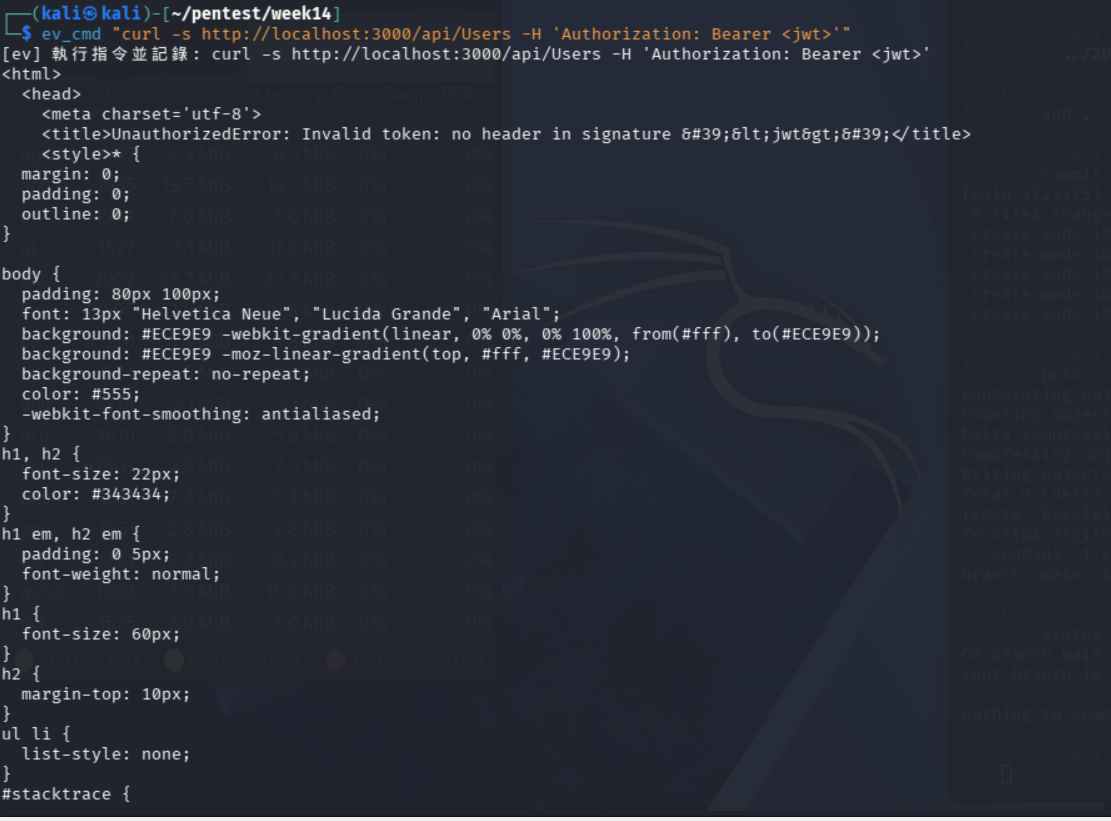 ┌──(kali㉿kali)-[~/pentest/week14]
└─$ ev_cmd "curl -s http://localhost:3000/api/Users -H 'Authorization: Bearer <jwt>'"
[ev] 執行指令並記錄: curl -s http://localhost:3000/api/Users -H 'Authorization: Bearer <jwt>'
<html>
  <head>
    <meta charset='utf-8'>
    <title>UnauthorizedError: Invalid token: no header in signature &#39;&lt;jwt&gt;&#39;</title>
    <style>* {
  margin: 0;
  padding: 0;
  outline: 0;
}

body {
  padding: 80px 100px;
  font: 13px "Helvetica Neue", "Lucida Grande", "Arial";
  background: #ECE9E9 -webkit-gradient(linear, 0% 0%, 0% 100%, from(#fff), to(#ECE9E9));
  background: #ECE9E9 -moz-linear-gradient(top, #fff, #ECE9E9);
  background-repeat: no-repeat;
  color: #555;
  -webkit-font-smoothing: antialiased;
}
h1, h2 {
  font-size: 22px;
  color: #343434;
}
h1 em, h2 em {
  padding: 0 5px;
  font-weight: normal;
}
h1 {
  font-size: 60px;
}
h2 {
  margin-top: 10px;
}
ul li {
  list-style: none;
}
#stacktrace {